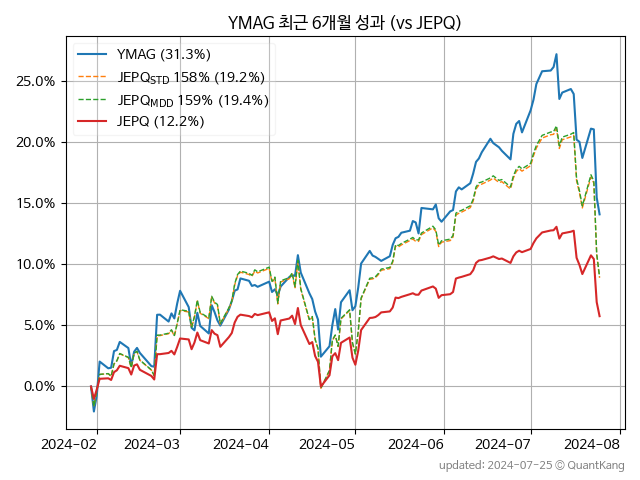 YMAG 최근 6개월 성과 (vs JEPQ)
YMAG (31.3%)
JEPQSTD 158% (19.2%)
JEPQMDD 159% (19.4%)
JEPQ (12.2%)
25.0%
20.0%
15.0%
10.0%
5.0%
0.0%
2024-02 2024-03 2024-04 2024-05 2024-06 2024-07 2024-08
updated: 2024-07-25 © QuantKang